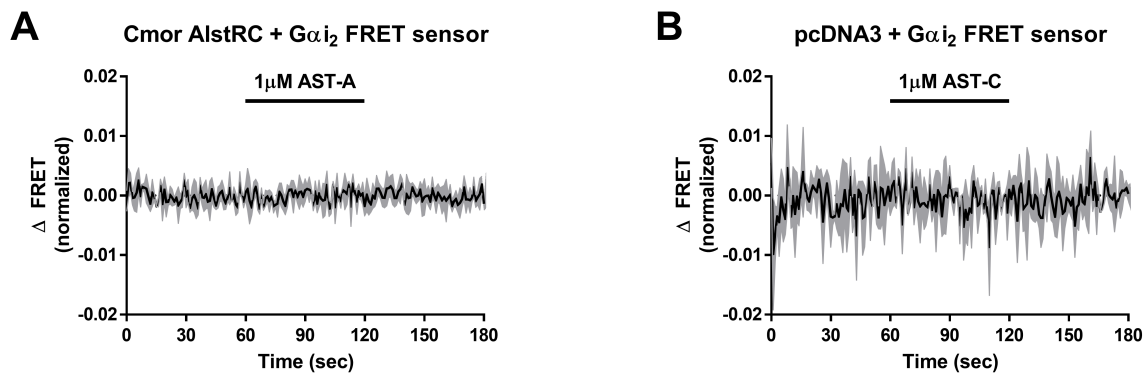 A
Cmor AlstRC + Gαi₂ FRET sensor
0.02
0.01
0.00
-0.01
-0.02
Δ FRET
(normalized)
1μM AST-A
0
30
60
90
120
150
180
Time (sec)
B
pcDNA3 + Gαi₂ FRET sensor
0.02
0.01
0.00
-0.01
-0.02
Δ FRET
(normalized)
1μM AST-C
0
30
60
90
120
150
180
Time (sec)